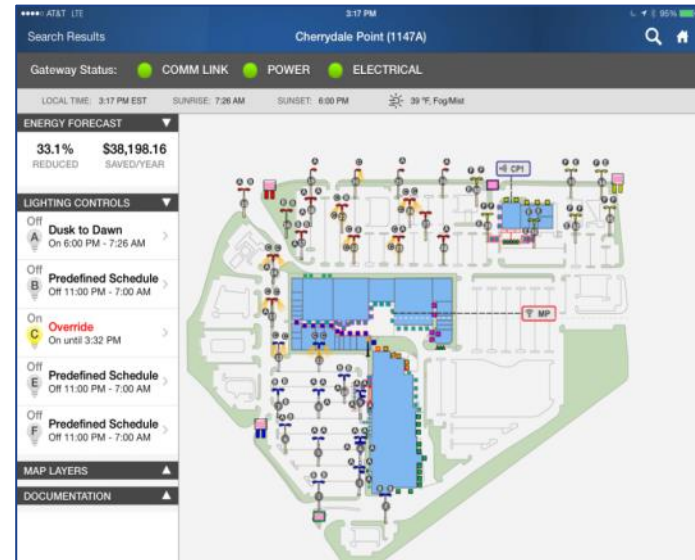 AT&T LTE 3:17 PM 95%
Search Results Cherrydale Point (1147A)
Gateway Status: COMM LINK POWER ELECTRICAL
LOCAL TIME: 3:17 PM EST SUNRISE: 7:26 AM SUNSET: 6:00 PM 39 °F, Fog/Mist
ENERGY FORECAST
33.1% $38,198.16
REDUCED SAVED/YEAR
LIGHTING CONTROLS
Off
A Dusk to Dawn
On 6:00 PM - 7:26 AM
Off
B Predefined Schedule
Off 11:00 PM - 7:00 AM
On
C Override
On until 3:32 PM
Off
E Predefined Schedule
Off 11:00 PM - 7:00 AM
Off
F Predefined Schedule
Off 11:00 PM - 7:00 AM
MAP LAYERS
DOCUMENTATION
CP1
MP